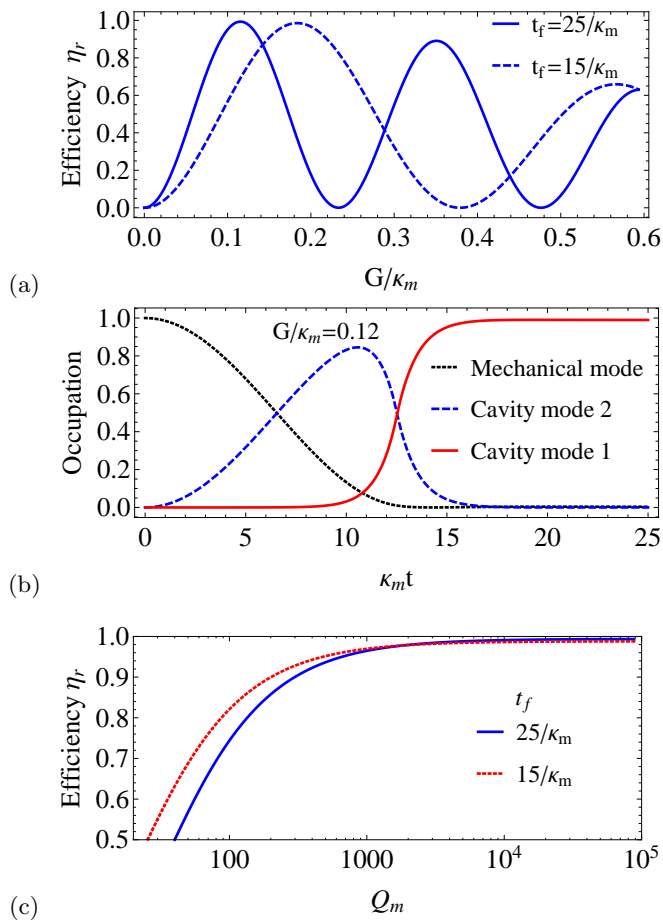 1.0
0.8
0.6
0.4
0.2
0.0
Efficiency ηr
t_f=25/κ_m
t_f=15/κ_m
0.0 0.1 0.2 0.3 0.4 0.5 0.6
G/κ_m
(a)
1.0
0.8
0.6
0.4
0.2
0.0
Occupation
G/κ_m=0.12
Mechanical mode
Cavity mode 2
Cavity mode 1
0 5 10 15 20 25
κ_m t
(b)
1.0
0.9
0.8
0.7
0.6
0.5
Efficiency η_r
t_f
25/κ_m
15/κ_m
100 1000 10^4 10^5
Q_m
(c)